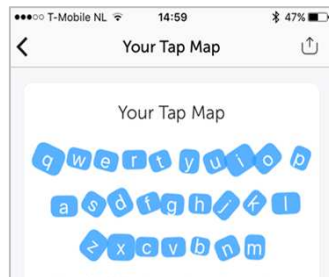 T-Mobile NL 14:59 47%
Your Tap Map
Your Tap Map
q w e r t y u i o p
a s d f g h j k l
z x c v b n m